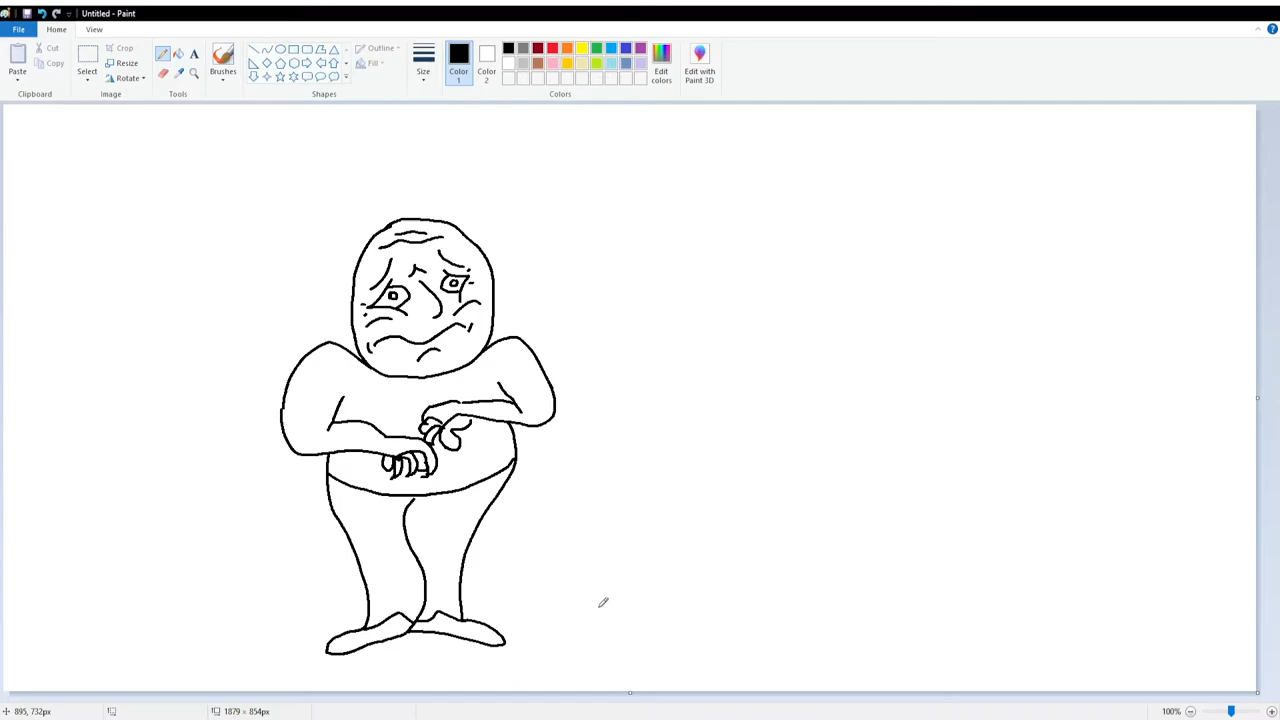 Untitled - Paint
File Home View
Paste
Cut
Copy
Clipboard
Select
Crop
Resize
Rotate
Image
A
Tools
Brushes
Shapes
Outline
Fill
Size
Color
1
Color
2
Edit
colors
Colors
Edit with
Paint 3D
895, 732px
1879 × 854px
100%